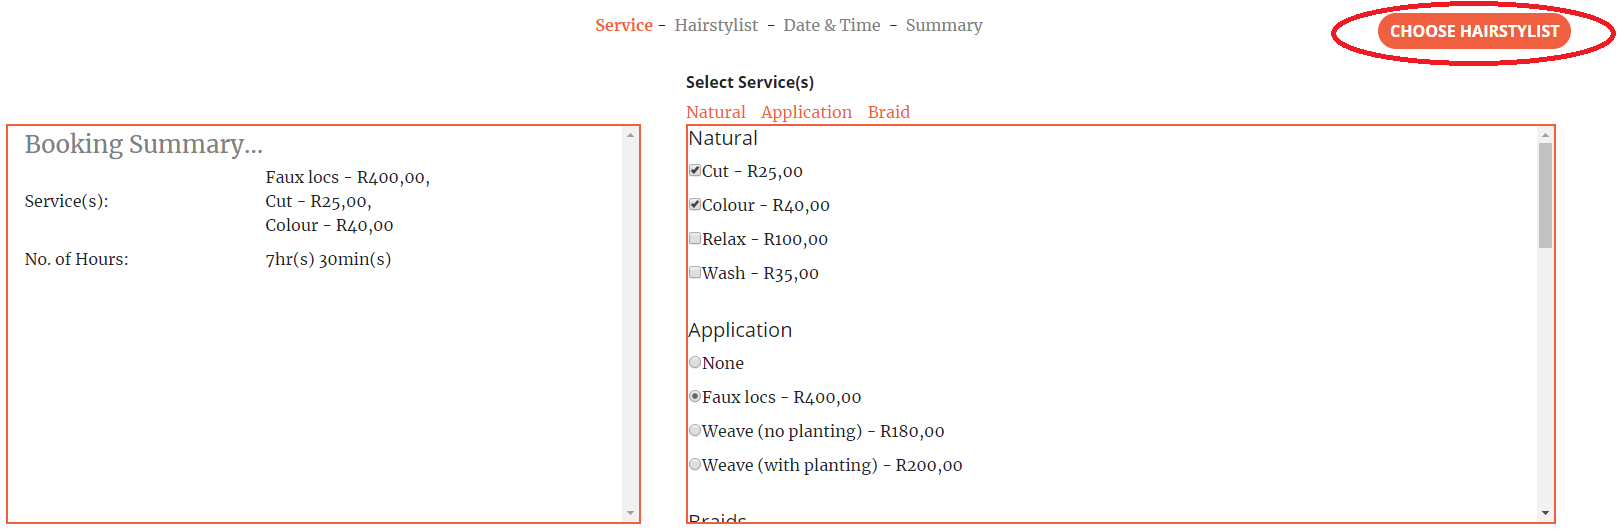 Service - Hairstylist - Date & Time - Summary
CHOOSE HAIRSTYLIST
Booking Summary...
Service(s):
Faux locs - R400,00,
Cut - R25,00,
Colour - R40,00
No. of Hours:
7hr(s) 30min(s)
Select Service(s)
Natural Application Braid
Natural
Cut - R25,00
Colour - R40,00
Relax - R100,00
Wash - R35,00
Application
None
Faux locs - R400,00
Weave (no planting) - R180,00
Weave (with planting) - R200,00
Braids